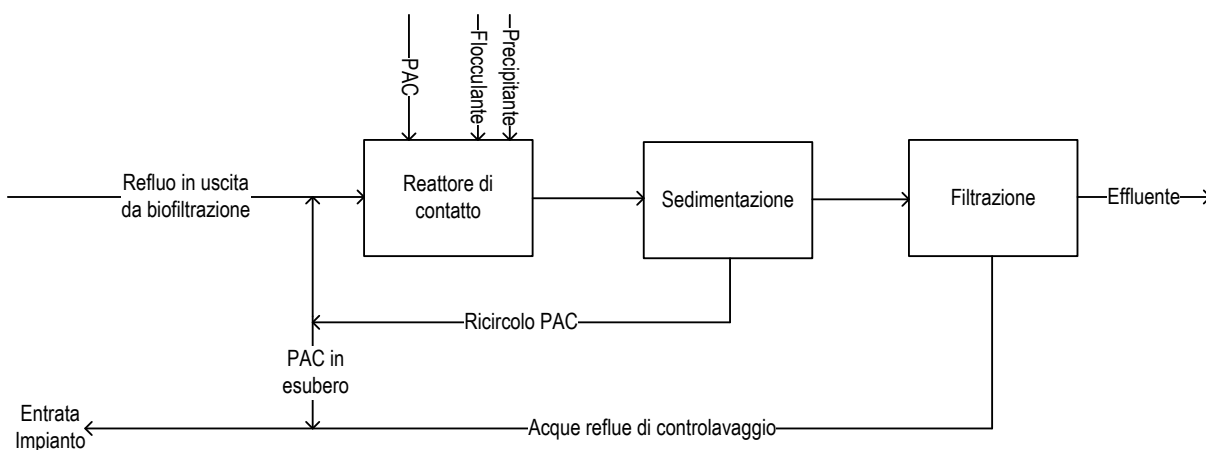 PAC
Flocculante
Precipitante
Refluo in uscita
da biofiltrazione
Reattore di
contatto
Sedimentazione
Filtrazione
Effluente
Ricircolo PAC
PAC in
esubero
Entrata
Impianto
Acque reflue di controlavaggio